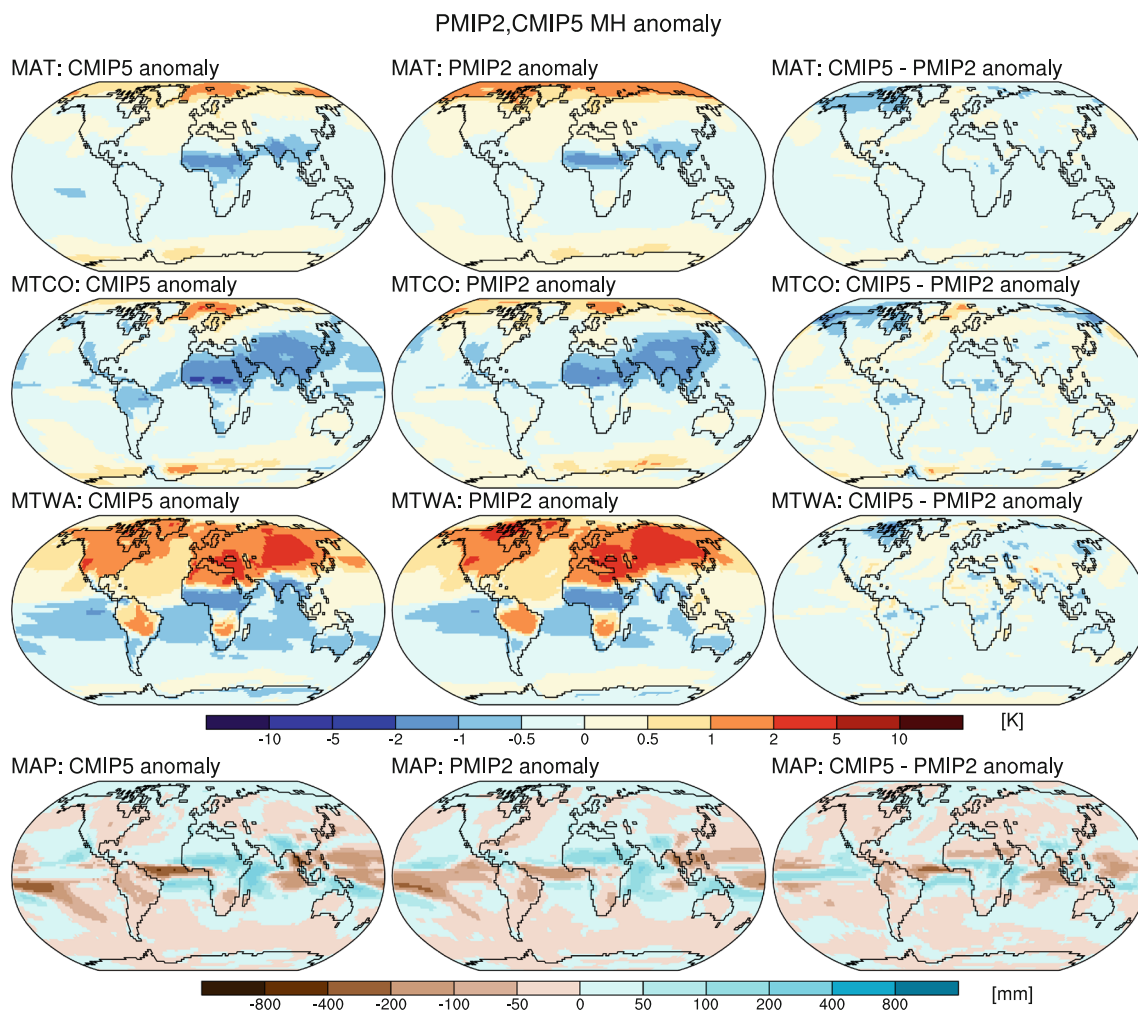 PMIP2,CMIP5 MH anomaly
MAT: CMIP5 anomaly
MAT: PMIP2 anomaly
MAT: CMIP5 - PMIP2 anomaly
MTCO: CMIP5 anomaly
MTCO: PMIP2 anomaly
MTCO: CMIP5 - PMIP2 anomaly
MTWA: CMIP5 anomaly
MTWA: PMIP2 anomaly
MTWA: CMIP5 - PMIP2 anomaly
-10 -5 -2 -1 -0.5 0 0.5 1 2 5 10 [K]
MAP: CMIP5 anomaly
MAP: PMIP2 anomaly
MAP: CMIP5 - PMIP2 anomaly
-800 -400 -200 -100 -50 0 50 100 200 400 800 [mm]